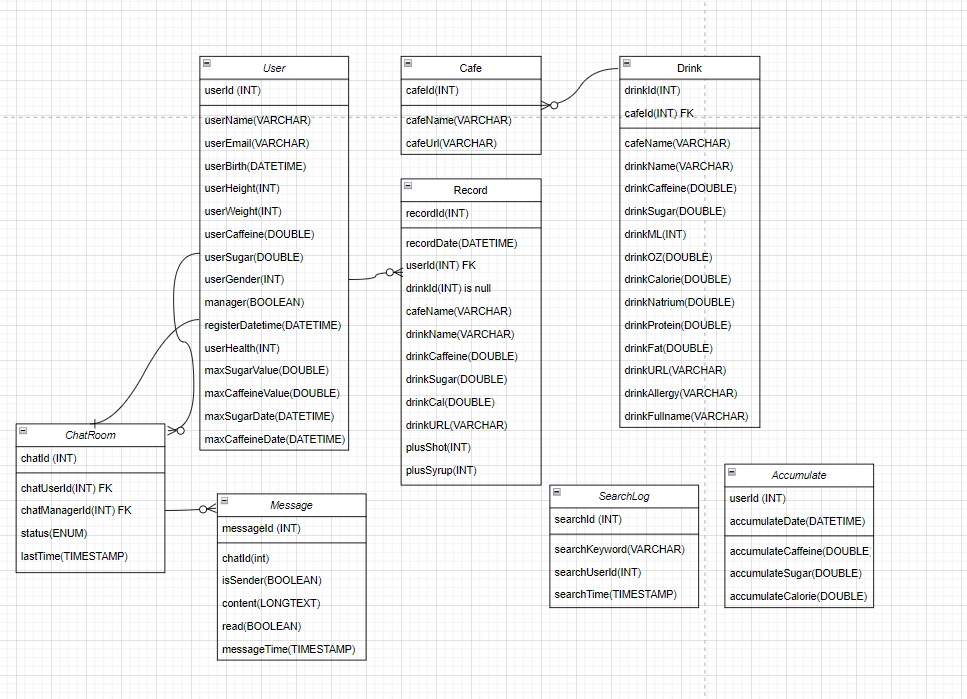 User
userId (INT)
userName(VARCHAR)
userEmail(VARCHAR)
userBirth(DATETIME)
userHeight(INT)
userWeight(INT)
userCaffeine(DOUBLE)
userSugar(DOUBLE)
userGender(INT)
manager(BOOLEAN)
registerDatetime(DATETIME)
userHealth(INT)
maxSugarValue(DOUBLE)
maxCaffeineValue(DOUBLE)
maxSugarDate(DATETIME)
maxCaffeineDate(DATETIME)
Cafe
cafeId(INT)
cafeName(VARCHAR)
cafeUrl(VARCHAR)
Drink
drinkId(INT)
cafeId(INT) FK
cafeName(VARCHAR)
drinkName(VARCHAR)
drinkCaffeine(DOUBLE)
drinkSugar(DOUBLE)
drinkML(INT)
drinkOZ(DOUBLE)
drinkCalorie(DOUBLE)
drinkNatrium(DOUBLE)
drinkProtein(DOUBLE)
drinkFat(DOUBLE)
drinkURL(VARCHAR)
drinkAllergy(VARCHAR)
drinkFullname(VARCHAR)
Record
recordId(INT)
recordDate(DATETIME)
userId(INT) FK
drinkId(INT) is null
cafeName(VARCHAR)
drinkName(VARCHAR)
drinkCaffeine(DOUBLE)
drinkSugar(DOUBLE)
drinkCal(DOUBLE)
drinkURL(VARCHAR)
plusShot(INT)
plusSyrup(INT)
ChatRoom
chatId (INT)
chatUserId(INT) FK
chatManagerId(INT) FK
status(ENUM)
lastTime(TIMESTAMP)
Message
messageId (INT)
chatId(int)
isSender(BOOLEAN)
content(LONGTEXT)
read(BOOLEAN)
messageTime(TIMESTAMP)
SearchLog
searchId (INT)
searchKeyword(VARCHAR)
searchUserId(INT)
searchTime(TIMESTAMP)
Accumulate
userId (INT)
accumulateDate(DATETIME)
accumulateCaffeine(DOUBLE
accumulateSugar(DOUBLE)
accumulateCalorie(DOUBLE)